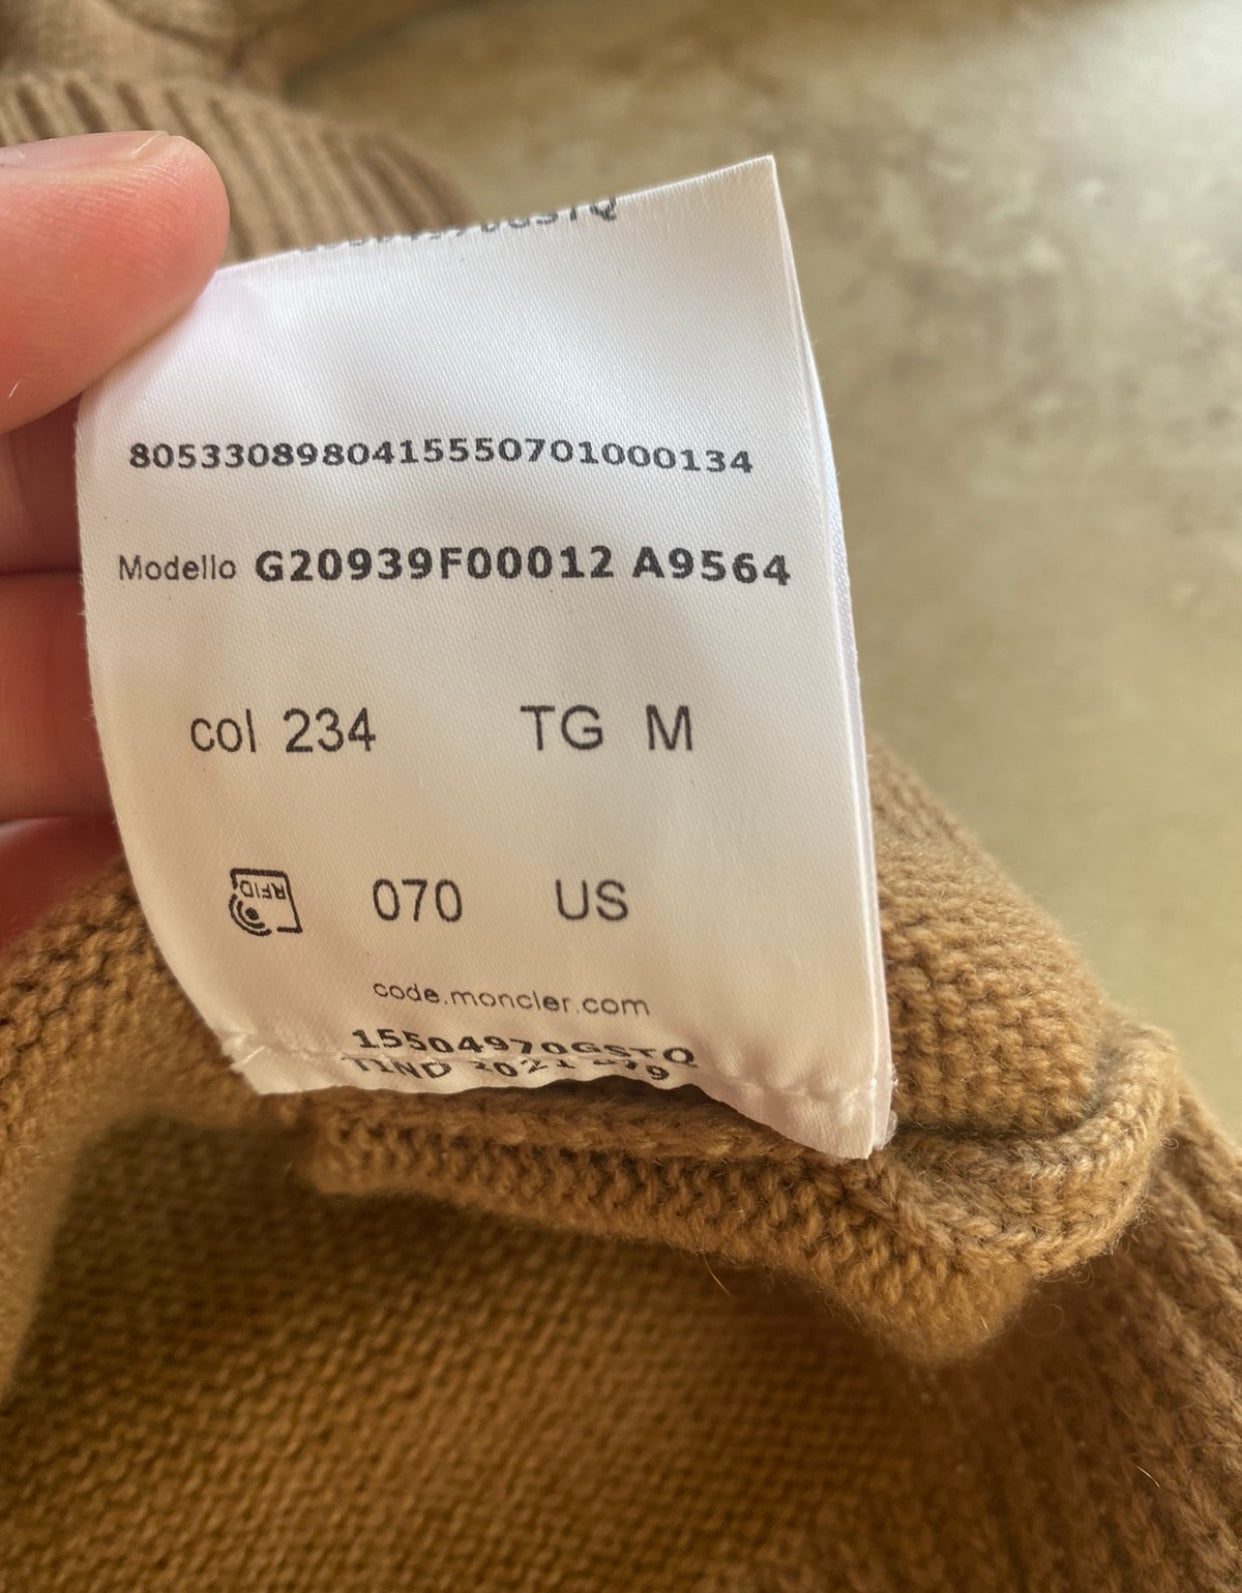 8053308980415550701000134
Modello G20939F00012 A9564
col 234 TG M
RFID 070 US
code.moncler.com
15504970GSTQ